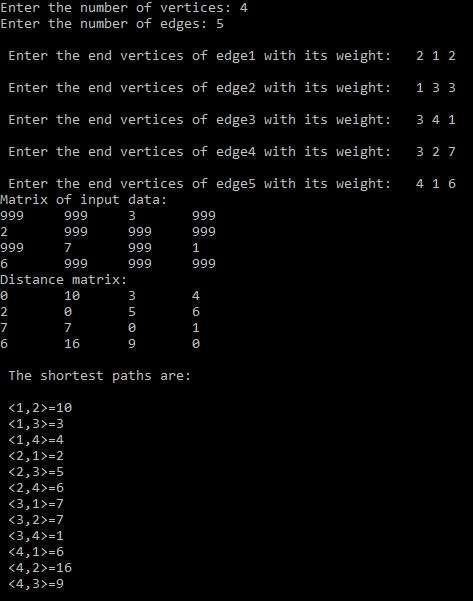 Enter the number of vertices: 4
Enter the number of edges: 5
Enter the end vertices of edge1 with its weight: 2 1 2
Enter the end vertices of edge2 with its weight: 1 3 3
Enter the end vertices of edge3 with its weight: 3 4 1
Enter the end vertices of edge4 with its weight: 3 2 7
Enter the end vertices of edge5 with its weight: 4 1 6
Matrix of input data:
999 999 3 999
2 999 999 999
999 7 999 1
6 999 999 999
Distance matrix:
0 10 3 4
2 0 5 6
7 7 0 1
6 16 9 0
The shortest paths are:
<1,2>=10
<1,3>=3
<1,4>=4
<2,1>=2
<2,3>=5
<2,4>=6
<3,1>=7
<3,2>=7
<3,4>=1
<4,1>=6
<4,2>=16
<4,3>=9